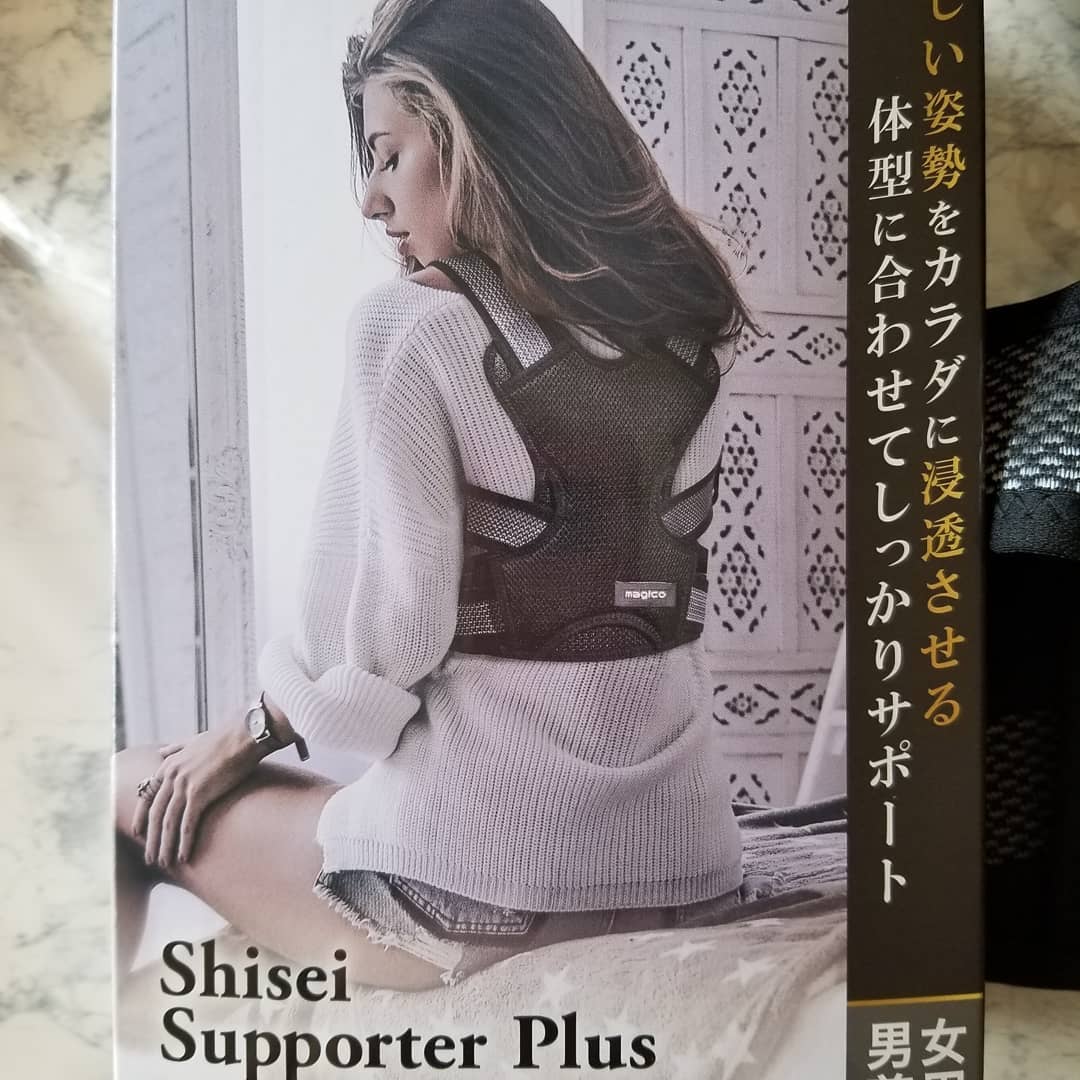 しい姿勢をカラダに浸透させる
体型に合わせてしっかりサポート
magico
Shisei
Supporter Plus
女
男